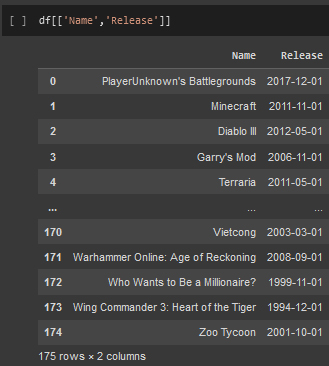 [ ] df[['Name','Release']]
Name Release
0 PlayerUnknown's Battlegrounds 2017-12-01
1 Minecraft 2011-11-01
2 Diablo III 2012-05-01
3 Garry's Mod 2006-11-01
4 Terraria 2011-05-01
... ... ...
170 Vietcong 2003-03-01
171 Warhammer Online: Age of Reckoning 2008-09-01
172 Who Wants to Be a Millionaire? 1999-11-01
173 Wing Commander 3: Heart of the Tiger 1994-12-01
174 Zoo Tycoon 2001-10-01
175 rows × 2 columns